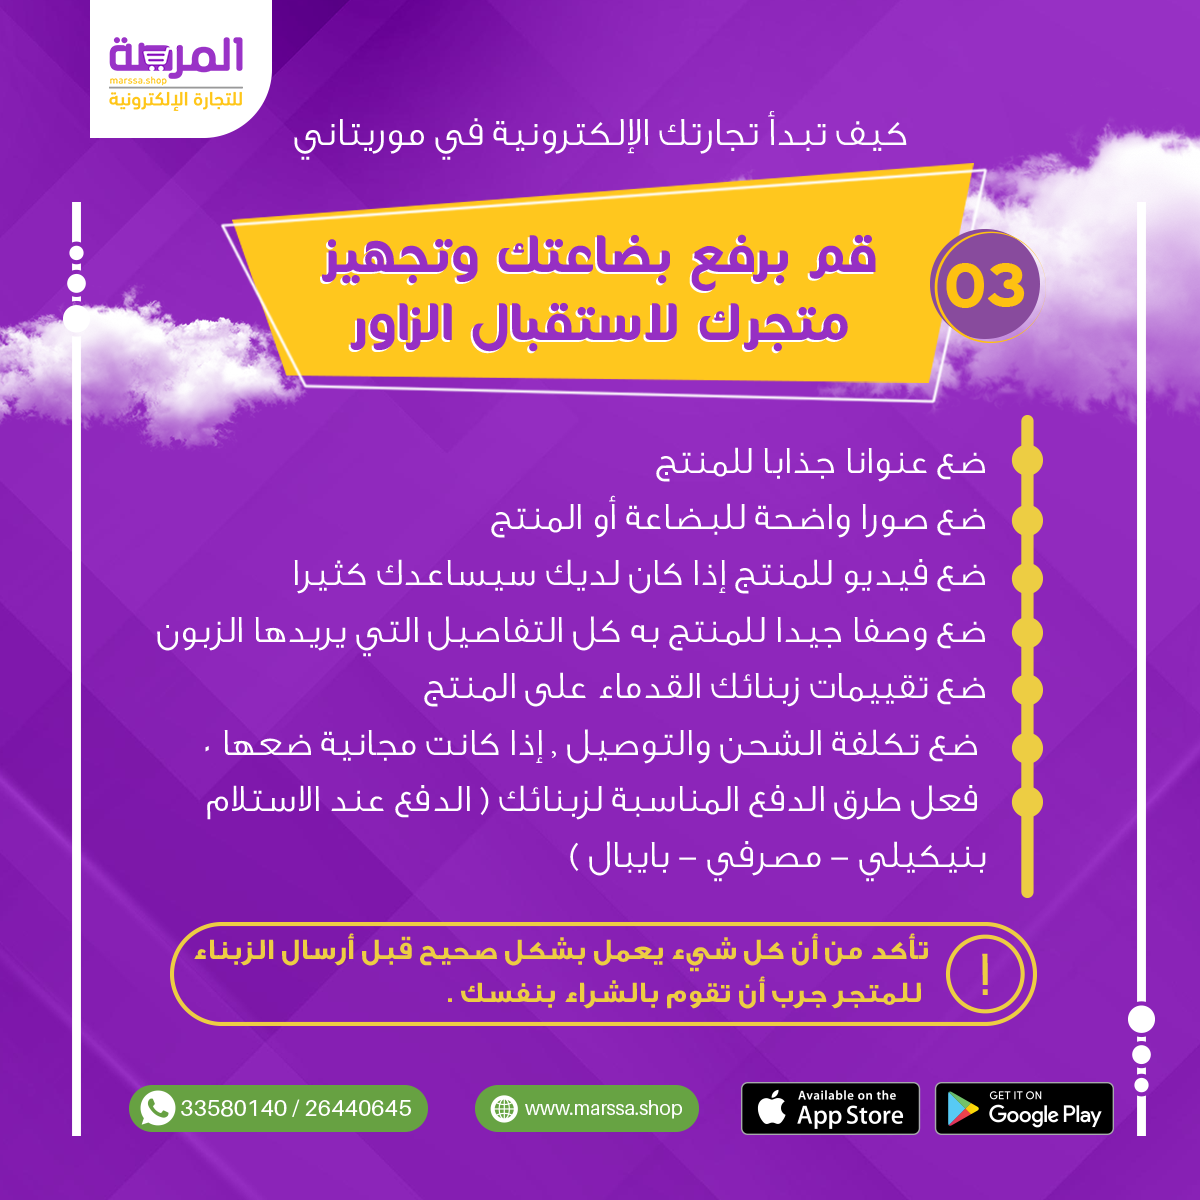 المرصة
marssa.shop
للتجارة الإلكترونية
كيف تبدأ تجارتك الإلكترونية في موريتاني
03
قم برفع بضاعتك وتجهيز
متجرك لاستقبال الزاور
ضع عنوانا جذابا للمنتج
ضع صورا واضحة للبضاعة أو المنتج
ضع فيديو للمنتج إذا كان لديك سيساعدك كثيرا
ضع وصفا جيدا للمنتج به كل التفاصيل التي يريدها الزبون
ضع تقييمات زبنائك القدماء على المنتج
ضع تكلفة الشحن والتوصيل , إذا كانت مجانية ضعها .
فعل طرق الدفع المناسبة لزبنائك ( الدفع عند الاستلام
بنيكيلي – مصرفي – بايبال )
تأكد من أن كل شيء يعمل بشكل صحيح قبل أرسال الزبناء
للمتجر جرب أن تقوم بالشراء بنفسك .
!
33580140 / 26440645
www.marssa.shop
Available on the
App Store
GET IT ON
Google Play